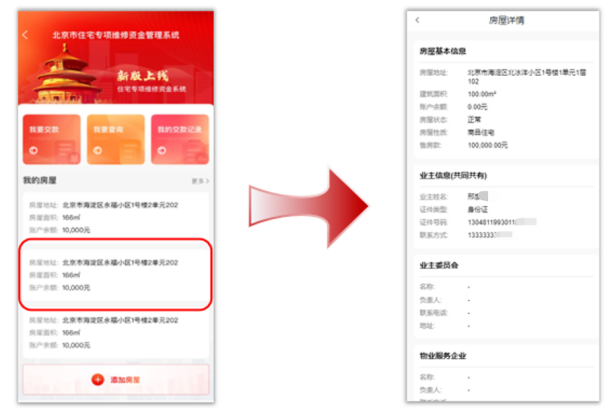 北京市住宅专项维修资金管理系统
新版上线
住宅专项维修资金系统
我要交款
我要查询
我的交款记录
我的房屋
更多>
房屋地址: 北京市海淀区永福小区1号楼2单元202
房屋面积: 166㎡
账户余额: 10,000元
房屋地址: 北京市海淀区永福小区1号楼2单元202
房屋面积: 166㎡
账户余额: 10,000元
房屋地址: 北京市海淀区永福小区1号楼2单元202
房屋面积: 166㎡
账户余额: 10,000元
添加房屋
房屋详情
房屋基本信息
房屋地址: 北京市海淀区北冰洋小区1号楼1单元1层
102
建筑面积: 100.00m²
账户余额: 0.00元
房屋状态: 正常
房屋性质: 商品住宅
售房款: 100,000.00元
业主信息(共同共有)
业主姓名: 邢
证件类型: 身份证
证件号码: 1304811993011
联系方式: 13333333
业主委员会
名称: -
负责人: -
联系电话: -
地址: -
物业服务企业
名称: -
负责人: -